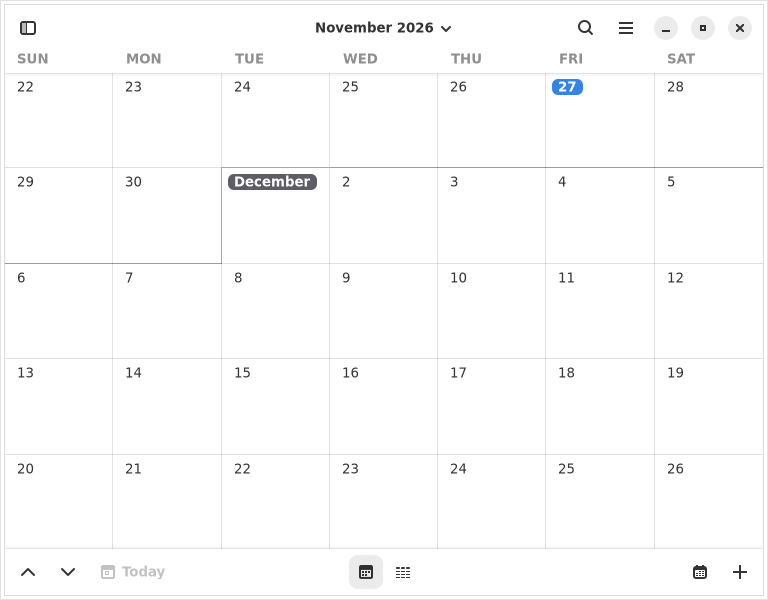 November 2026
SUN MON TUE WED THU FRI SAT
22 23 24 25 26 27 28
29 30 December 2 3 4 5
6 7 8 9 10 11 12
13 14 15 16 17 18 19
20 21 22 23 24 25 26
Today